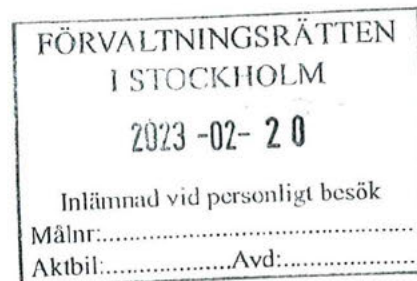 FÖRVALTNINGSRÄTTEN
I STOCKHOLM
2023 -02- 20
Inlämnad vid personligt besök
Målnr:..............................................
Aktbil:...................Avd:...................